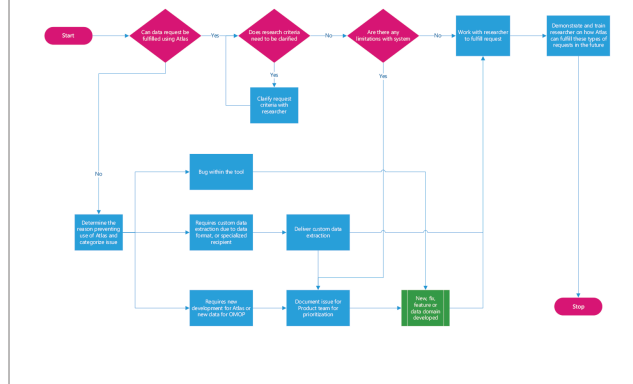 Start
Can data request be
fulfilled using Atlas
Yes
Does research criteria
need to be clarified
No
Are there any
limitations with system
No
Work with researcher
to fulfill request
Demonstrate and train
researcher on how Atlas
can fulfill these types of
requests in the future
Yes
Yes
Clarify request
criteria with
researcher
No
Bug within the tool
Determine the
reason preventing
use of Atlas and
categorize issue
Requires custom data
extraction due to data
format, or specialized
recipient
Deliver custom data
extraction
Requires new
development for Atlas or
new data for OMOP
Document issue for
Product team for
prioritization
New, fix,
feature or
data domain
developed
Stop